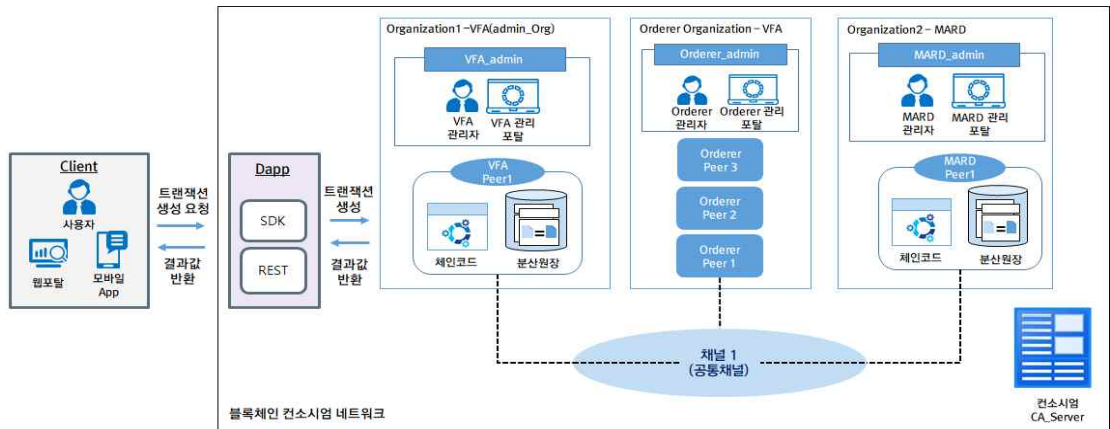 Client
사용자
웹포탈
모바일
App
트랜잭션
생성 요청
결과값
반환
Dapp
SDK
REST
트랜잭션
생성
결과값
반환
Organization1 –VFA(admin_Org)
VFA_admin
VFA
관리자
VFA 관리
포탈
VFA
Peer1
체인코드
분산원장
Orderer Organization – VFA
Orderer_admin
Orderer
관리자
Orderer 관리
포탈
Orderer
Peer 3
Orderer
Peer 2
Orderer
Peer 1
Organization2 – MARD
MARD_admin
MARD
관리자
MARD 관리
포탈
MARD
Peer1
체인코드
분산원장
채널 1
(공통채널)
컨소시엄
CA_Server
블록체인 컨소시엄 네트워크